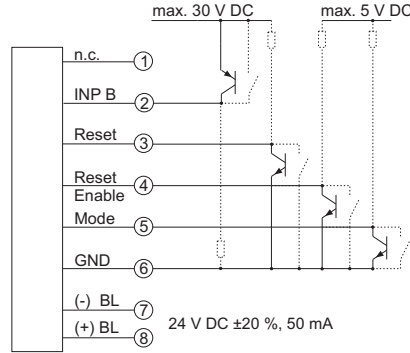 max. 30 V DC
max. 5 V DC
n.c.
1
INP B
2
Reset
3
Reset
Enable
4
Mode
5
GND
6
(-) BL
7
(+) BL
8
24 V DC ±20 %, 50 mA